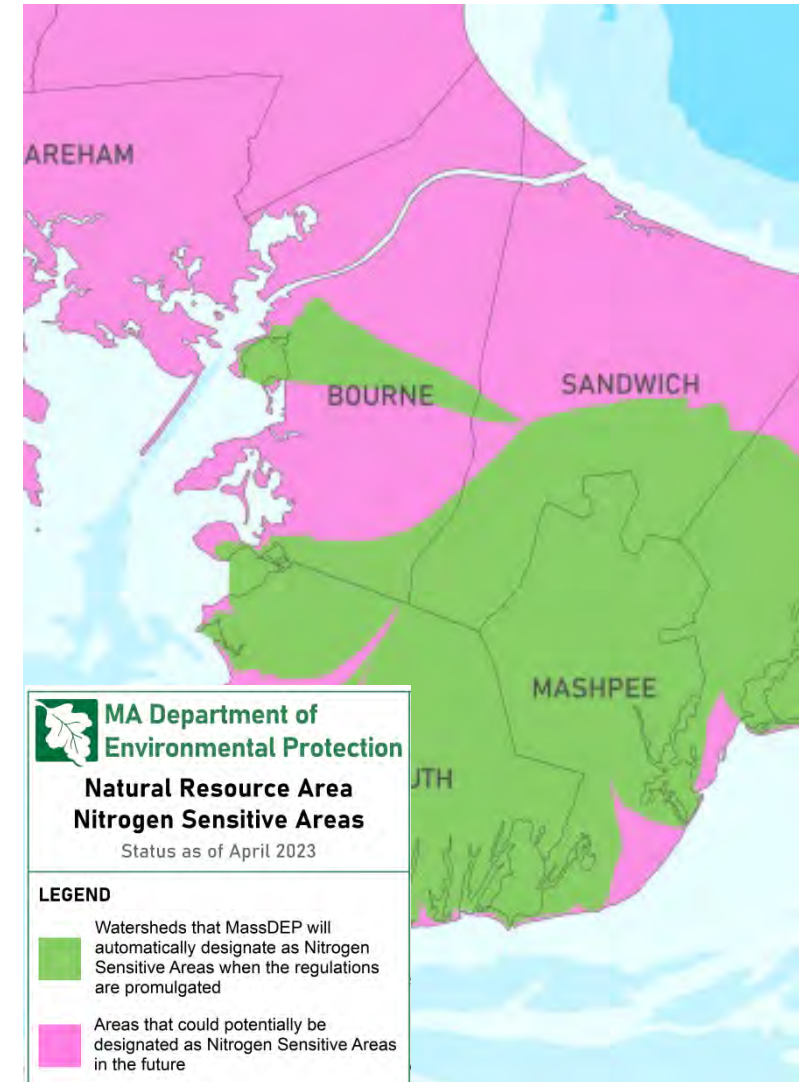 AREHAM
BOURNE
SANDWICH
MASHPEE
UTH
MA Department of
Environmental Protection
Natural Resource Area
Nitrogen Sensitive Areas
Status as of April 2023
LEGEND
Watersheds that MassDEP will
automatically designate as Nitrogen
Sensitive Areas when the regulations
are promulgated
Areas that could potentially be
designated as Nitrogen Sensitive Areas
in the future